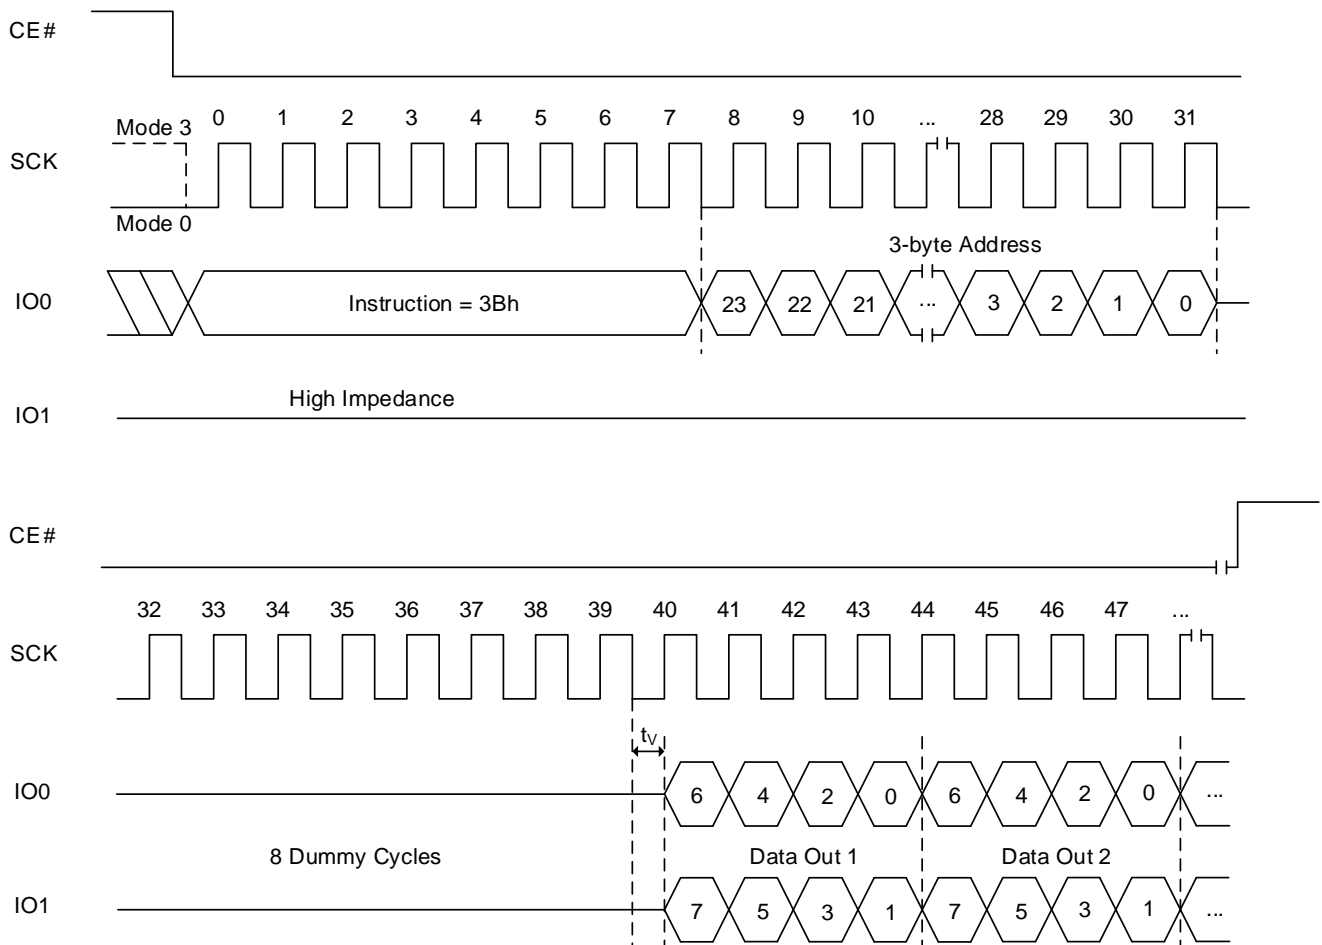 CE#
Mode 3 0 1 2 3 4 5 6 7 8 9 10 ... 28 29 30 31
SCK
Mode 0
3-byte Address
IO0 Instruction = 3Bh 23 22 21 ... 3 2 1 0
High Impedance
IO1
CE#
32 33 34 35 36 37 38 39 40 41 42 43 44 45 46 47 ...
SCK
tV
IO0 6 4 2 0 6 4 2 0 ...
8 Dummy Cycles Data Out 1 Data Out 2
IO1 7 5 3 1 7 5 3 1 ...